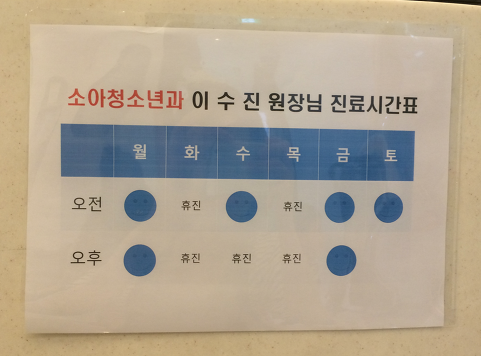 소아청소년과 이 수 진 원장님 진료시간표
월 화 수 목 금 토
오전 휴진 휴진
오후 휴진 휴진 휴진